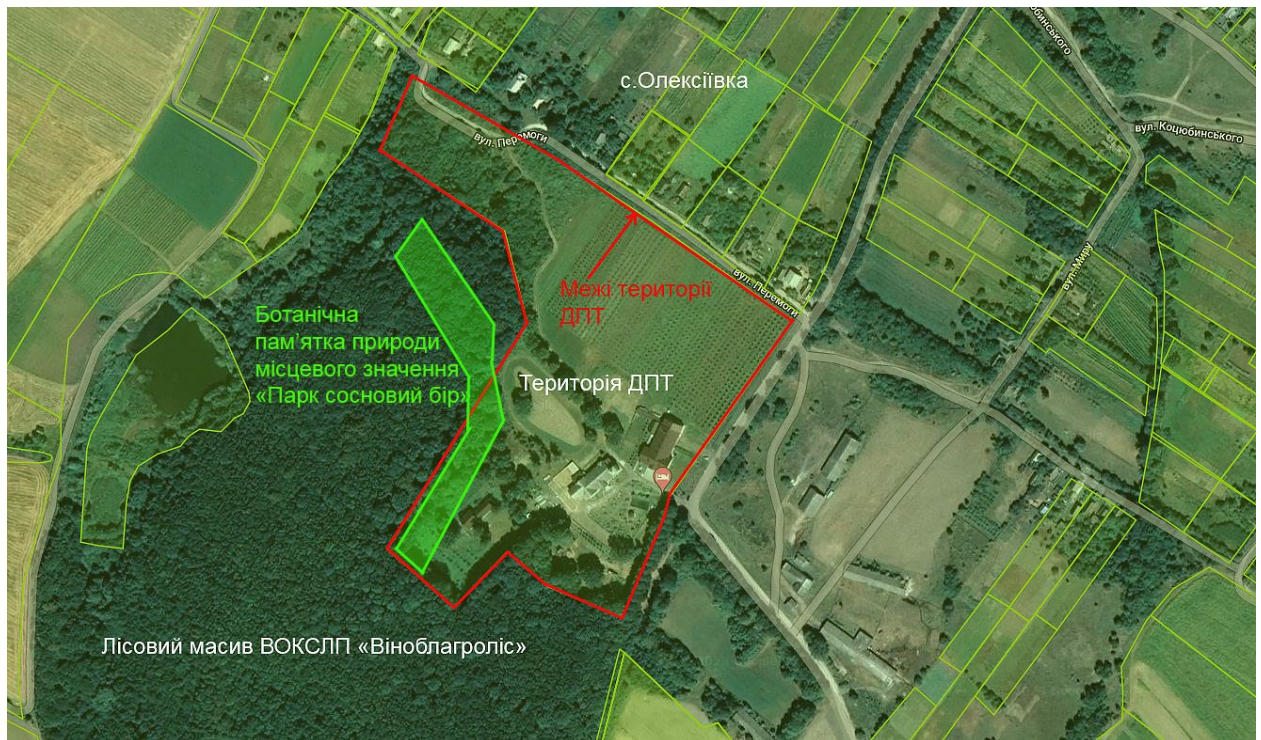 с.Олексіївка
вул. Перемоги
вул. Коцюбинського
вул. Миру
вул. Перемоги
Межі території
ДПТ
Ботанічна
пам’ятка природи
місцевого значення
«Парк сосновий бір»
Територія ДПТ
Лісовий масив ВОКСЛП «Віноблагроліс»